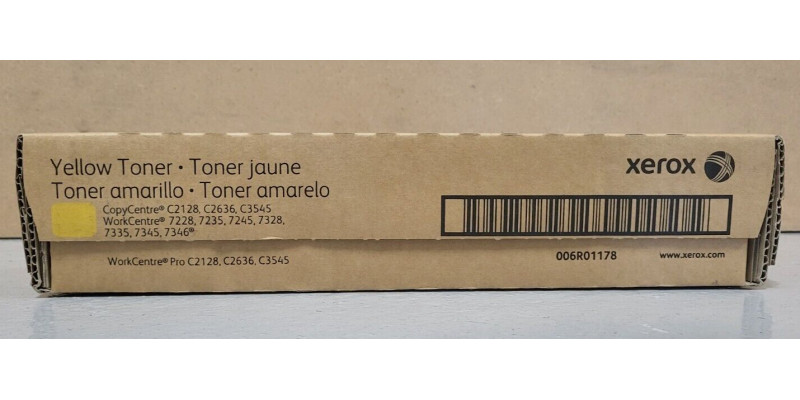 Yellow Toner • Toner jaune
Toner amarillo • Toner amarelo
CopyCentre® C2128, C2636, C3545
WorkCentre® 7228, 7235, 7245, 7328,
7335, 7345, 7346®
WorkCentre® Pro C2128, C2636, C3545
xerox
006R01178
www.xerox.com